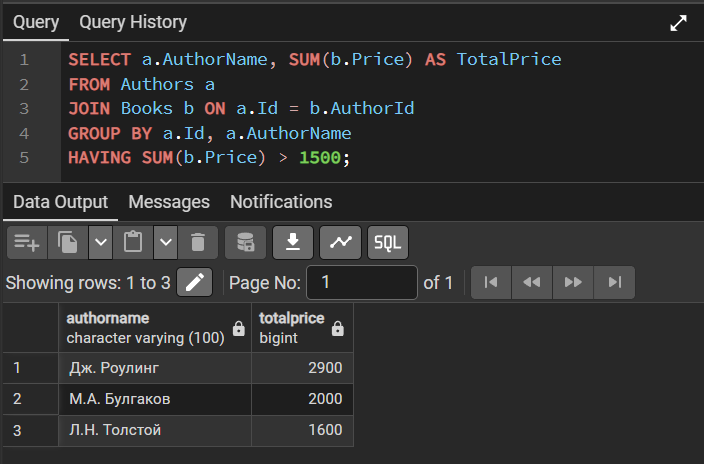 Query Query History
1 SELECT a.AuthorName, SUM(b.Price) AS TotalPrice
2 FROM Authors a
3 JOIN Books b ON a.Id = b.AuthorId
4 GROUP BY a.Id, a.AuthorName
5 HAVING SUM(b.Price) > 1500;
Data Output Messages Notifications
SQL
Showing rows: 1 to 3 Page No: 1 of 1
authorname totalprice
character varying (100) bigint
1 Дж. Роулинг 2900
2 М.А. Булгаков 2000
3 Л.Н. Толстой 1600